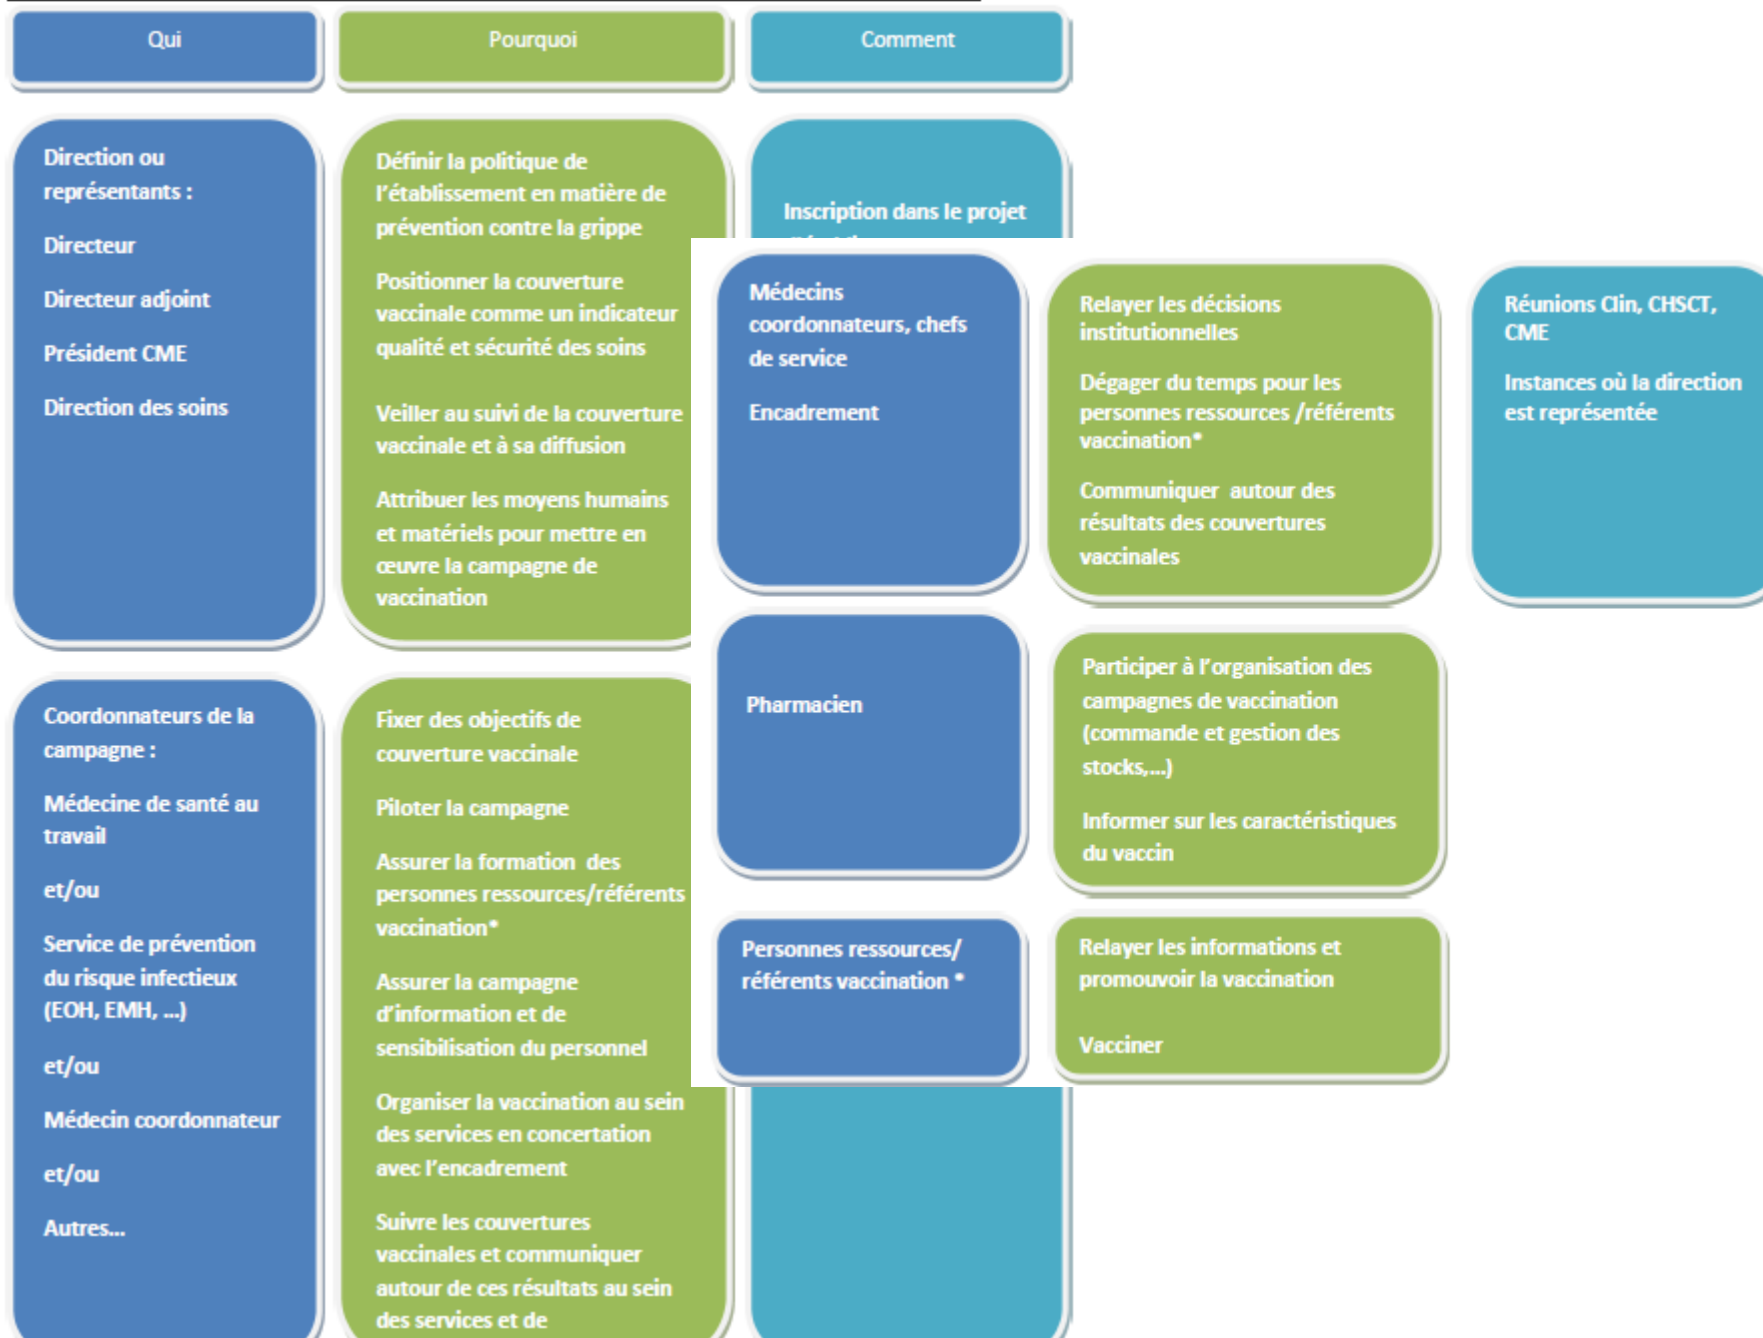 Qui
Pourquoi
Comment
Direction ou
représentants :
Directeur
Directeur adjoint
Président CME
Direction des soins
Définir la politique de
l'établissement en matière de
prévention contre la grippe
Positionner la couverture
vaccinale comme un indicateur
qualité et sécurité des soins
Veiller au suivi de la couverture
vaccinale et à sa diffusion
Attribuer les moyens humains
et matériels pour mettre en
œuvre la campagne de
vaccination
Inscription dans le projet
Médecins
coordonnateurs, chefs
de service
Encadrement
Relayer les décisions
institutionnelles
Dégager du temps pour les
personnes ressources /référents
vaccination*
Communiquer autour des
résultats des couvertures
vaccinales
Réunions Clin, CHSCT,
CME
Instances où la direction
est représentée
Pharmacien
Participer à l'organisation des
campagnes de vaccination
(commande et gestion des
stocks,...)
Informer sur les caractéristiques
du vaccin
Personnes ressources/
référents vaccination *
Relayer les informations et
promouvoir la vaccination
Vacciner
Coordonnateurs de la
campagne :
Médecine de santé au
travail
et/ou
Service de prévention
du risque infectieux
(EOH, EMH, ...)
et/ou
Médecin coordonnateur
et/ou
Autres...
Fixer des objectifs de
couverture vaccinale
Piloter la campagne
Assurer la formation des
personnes ressources/référents
vaccination*
Assurer la campagne
d'information et de
sensibilisation du personnel
Organiser la vaccination au sein
des services en concertation
avec l'encadrement
Suivre les couvertures
vaccinales et communiquer
autour de ces résultats au sein
des services et de